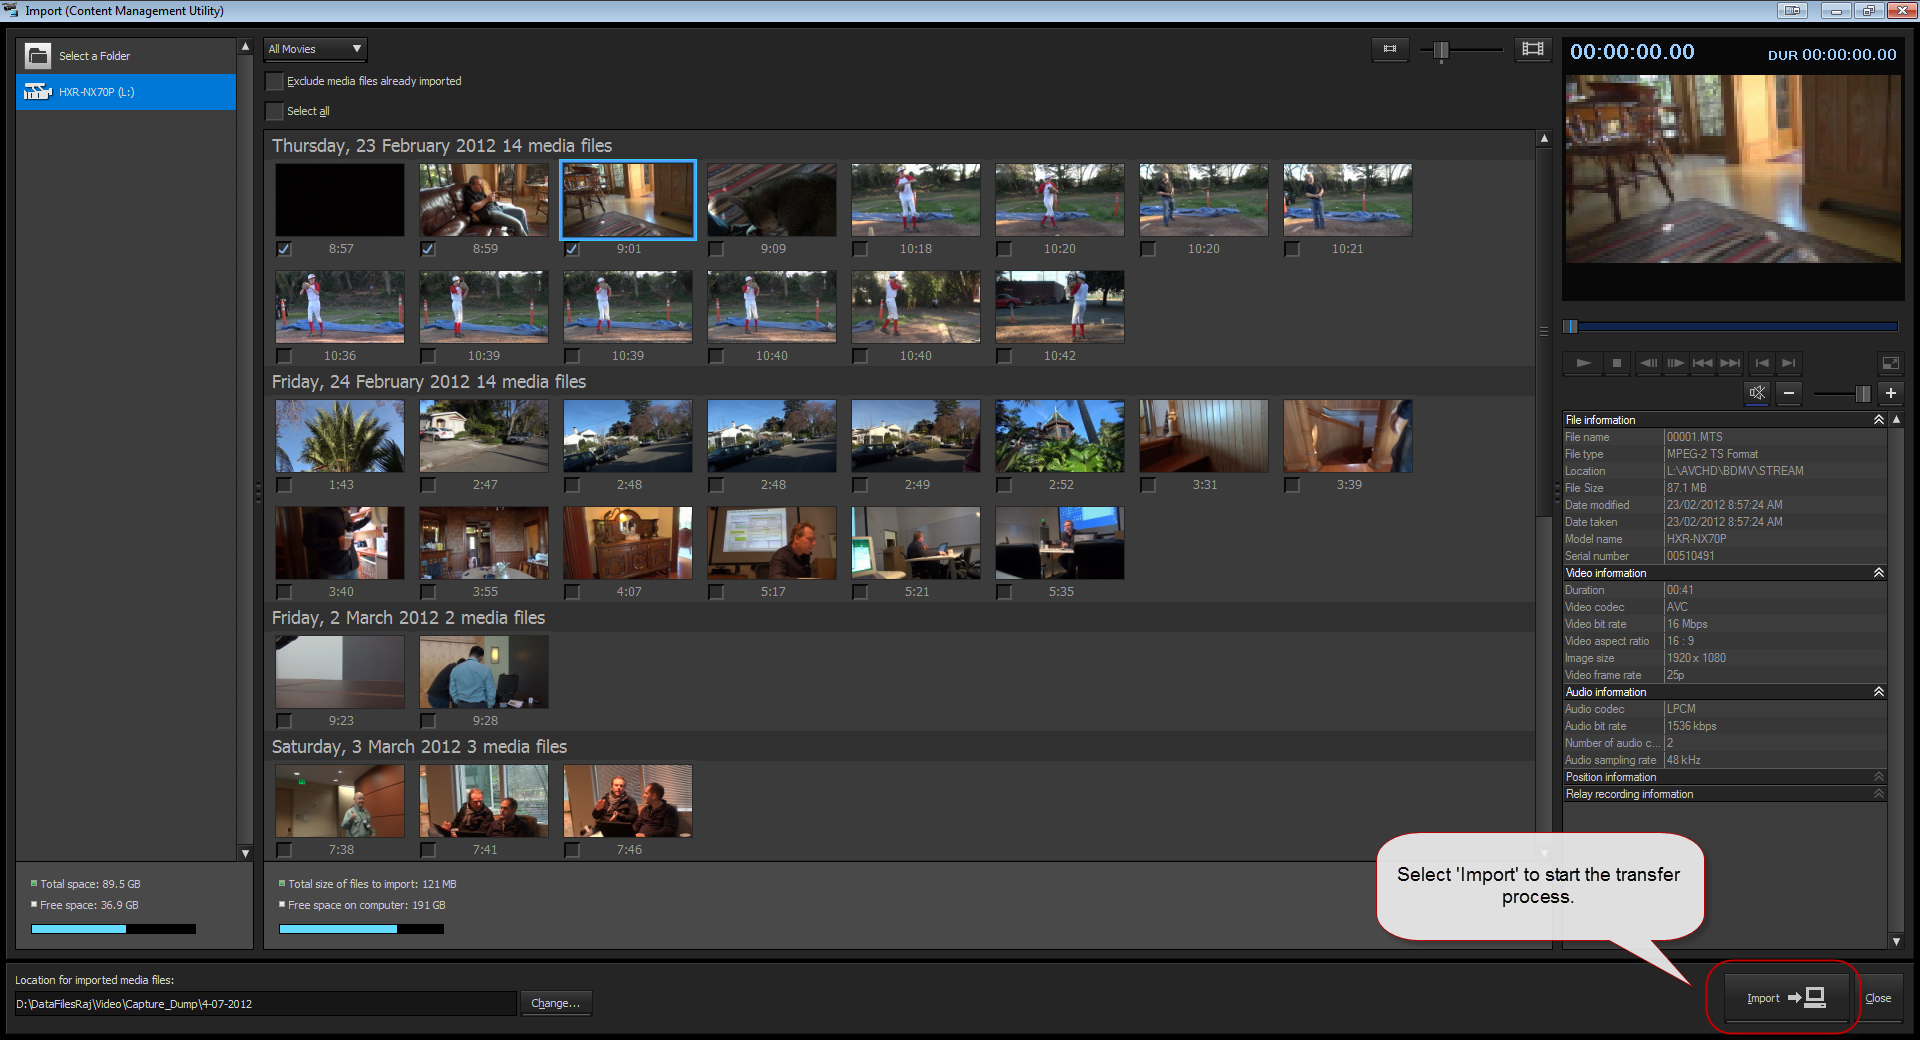 Import (Content Management Utility)
Select a Folder
HXR-NX70P (L:)
All Movies
Exclude media files already imported
Select all
Thursday, 23 February 2012 14 media files
8:57 8:59 9:01 9:09 10:18 10:20 10:20 10:21
10:36 10:39 10:39 10:40 10:40 10:42
Friday, 24 February 2012 14 media files
1:43 2:47 2:48 2:48 2:49 2:52 3:31 3:39
3:40 3:55 4:07 5:17 5:21 5:35
Friday, 2 March 2012 2 media files
9:23 9:28
Saturday, 3 March 2012 3 media files
7:38 7:41 7:46
Total space: 89.5 GB
Free space: 36.9 GB
Total size of files to import: 121 MB
Free space on computer: 191 GB
00:00:00.00
DUR 00:00:00.00
File information
File name 00001.MTS
File type MPEG-2 TS Format
Location L:\AVCHD\BDMV\STREAM
File Size 87.1 MB
Date modified 23/02/2012 8:57:24 AM
Date taken 23/02/2012 8:57:24 AM
Model name HXR-NX70P
Serial number 00510491
Video information
Duration 00:41
Video codec AVC
Video bit rate 16 Mbps
Video aspect ratio 16 : 9
Image size 1920 x 1080
Video frame rate 25p
Audio information
Audio codec LPCM
Audio bit rate 1536 kbps
Number of audio c... 2
Audio sampling rate 48 kHz
Position information
Relay recording information
Select 'Import' to start the transfer
process.
Location for imported media files:
D:\DataFilesRaj\Video\Capture_Dump\4-07-2012
Change...
Import
Close